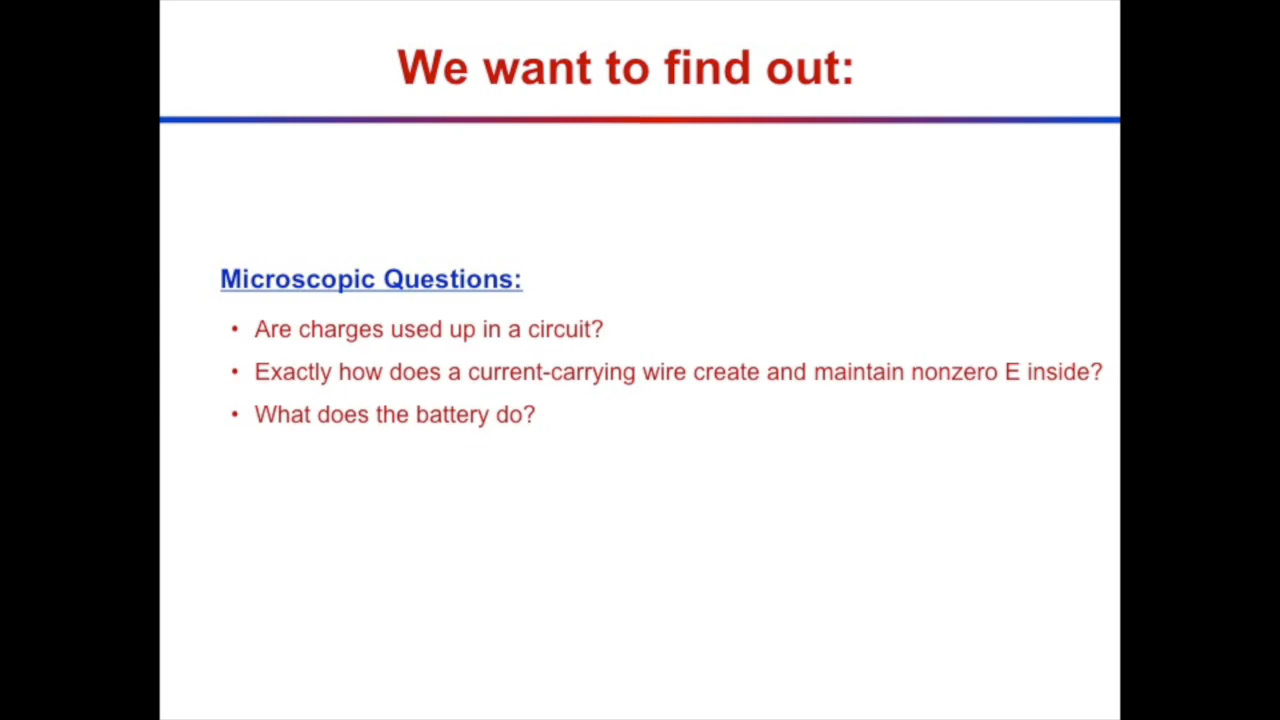 We want to find out:
Microscopic Questions:
• Are charges used up in a circuit?
• Exactly how does a current-carrying wire create and maintain nonzero E inside?
• What does the battery do?